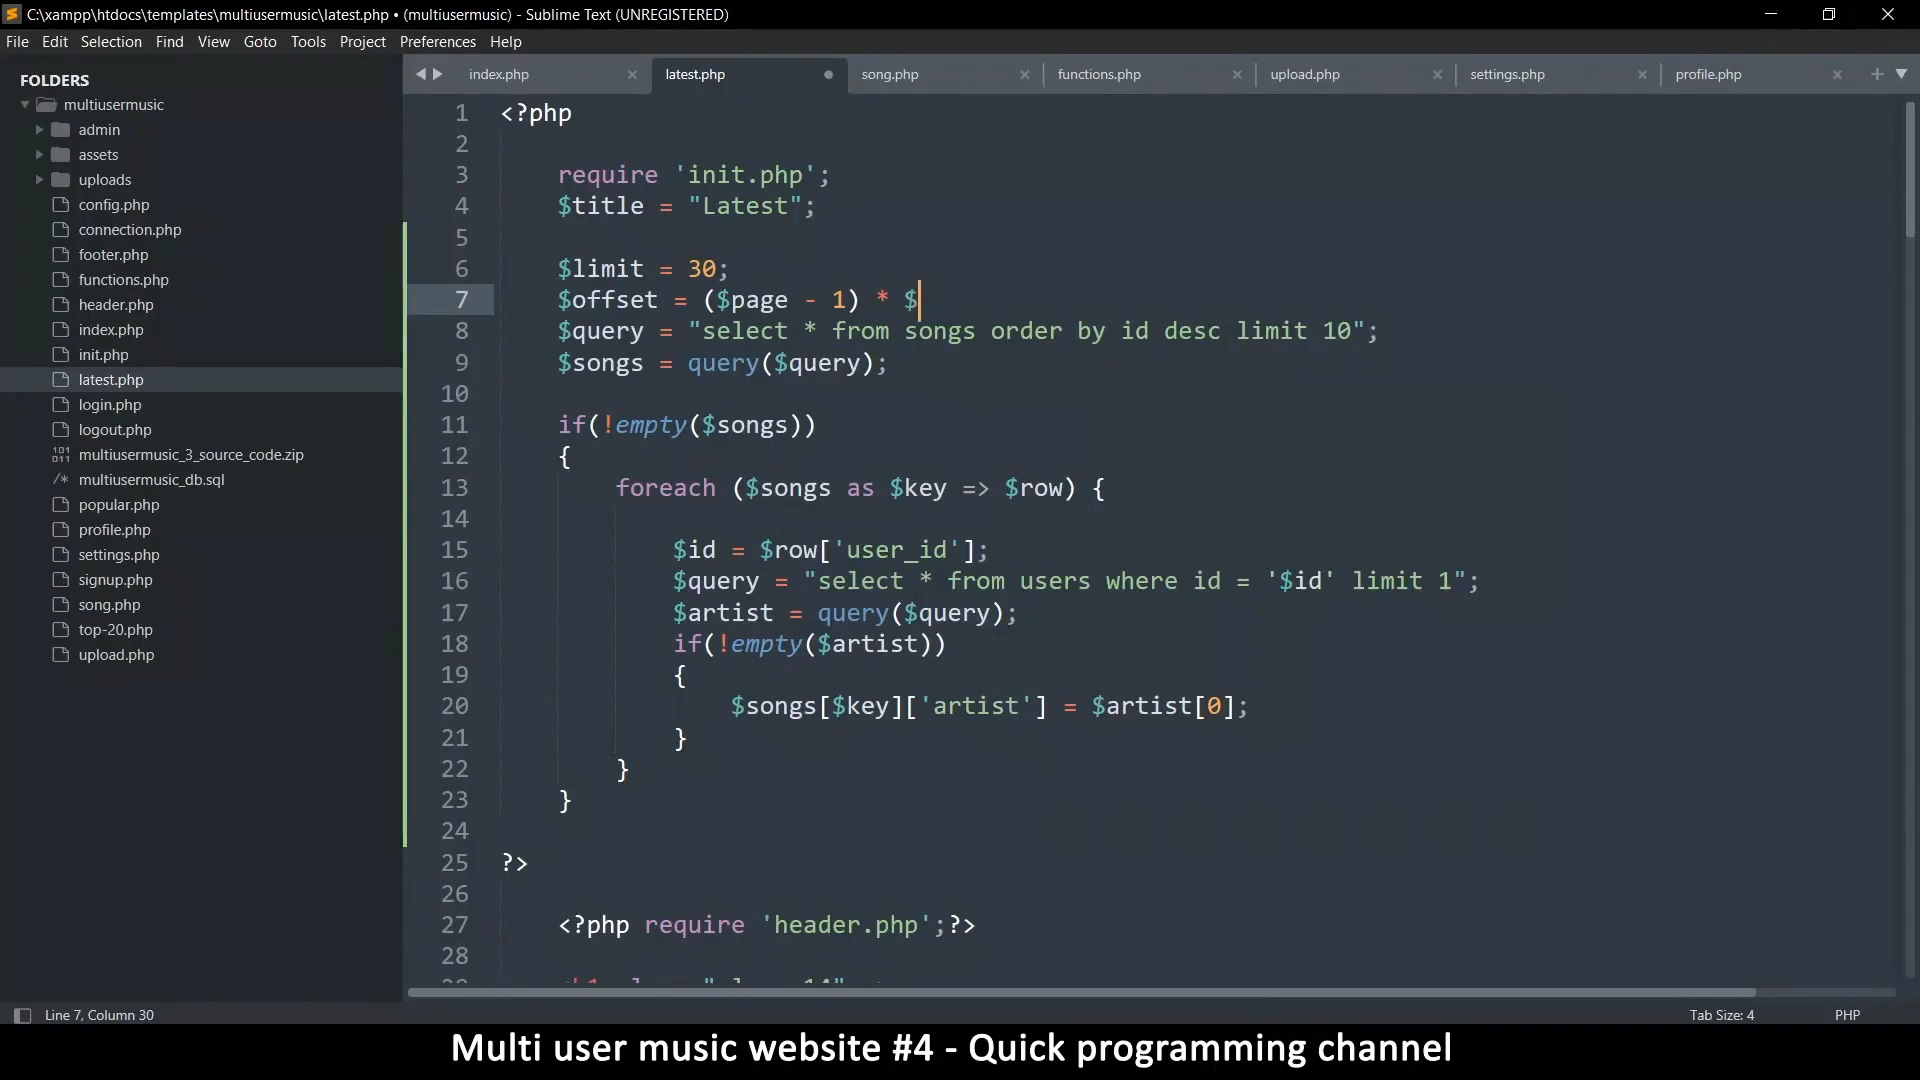 C:\xampp\htdocs\templates\multiusermusic\latest.php • (multiusermusic) - Sublime Text (UNREGISTERED)
File Edit Selection Find View Goto Tools Project Preferences Help
FOLDERS
multiusermusic
admin
assets
uploads
config.php
connection.php
footer.php
functions.php
header.php
index.php
init.php
latest.php
login.php
logout.php
multiusermusic_3_source_code.zip
multiusermusic_db.sql
popular.php
profile.php
settings.php
signup.php
song.php
top-20.php
upload.php
index.php latest.php song.php functions.php upload.php settings.php profile.php
1 <?php
2
3 require 'init.php';
4 $title = "Latest";
5
6 $limit = 30;
7 $offset = ($page - 1) * $
8 $query = "select * from songs order by id desc limit 10";
9 $songs = query($query);
10
11 if(!empty($songs))
12 {
13 foreach ($songs as $key => $row) {
14
15 $id = $row['user_id'];
16 $query = "select * from users where id = '$id' limit 1";
17 $artist = query($query);
18 if(!empty($artist))
19 {
20 $songs[$key]['artist'] = $artist[0];
21 }
22 }
23 }
24
25 ?>
26
27 <?php require 'header.php';?>
28
Line 7, Column 30
Tab Size: 4 PHP
Multi user music website #4 - Quick programming channel